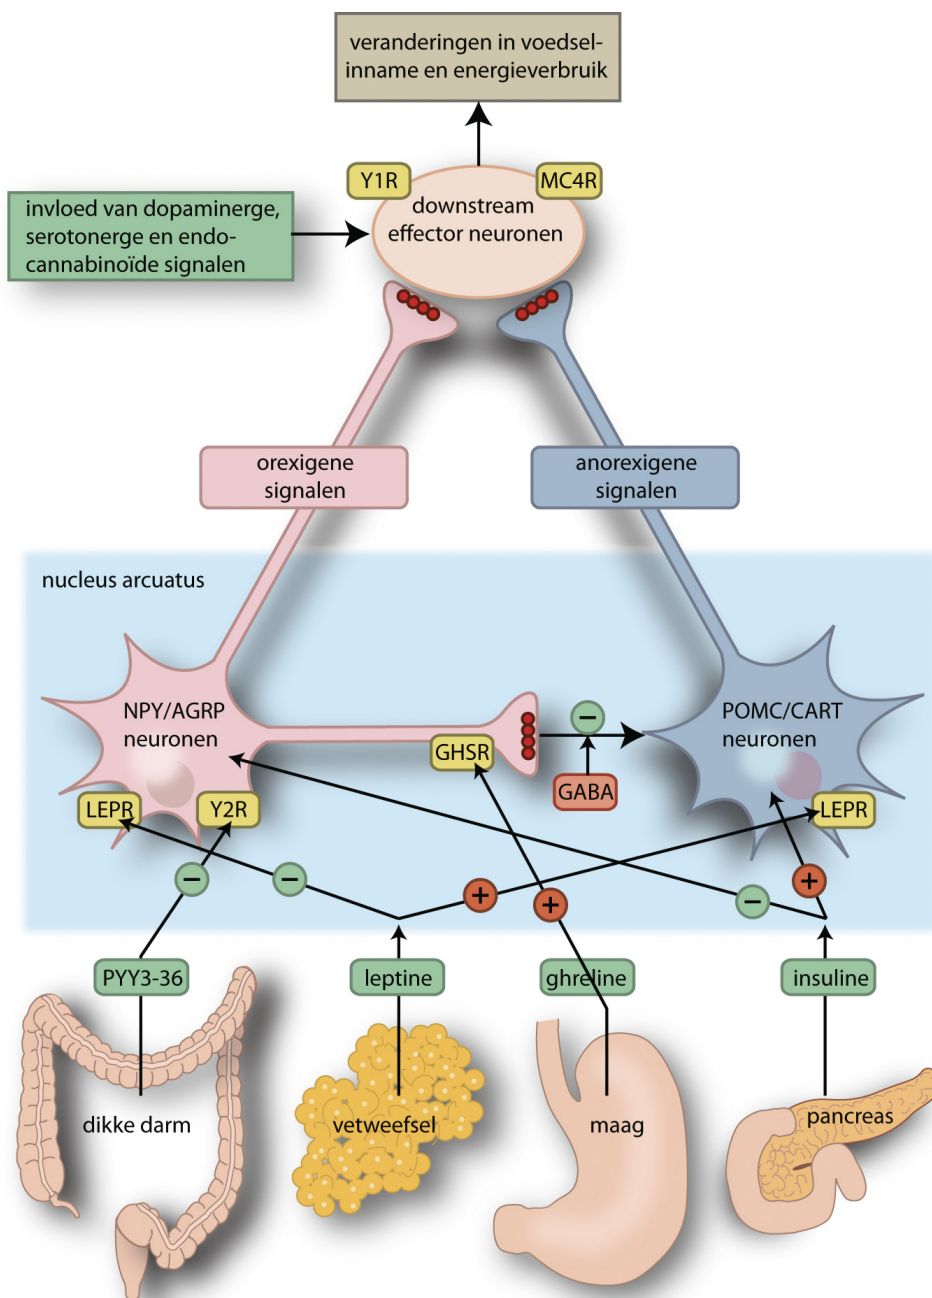 veranderingen in voedsel-
inname en energieverbruik
Y1R
MC4R
downstream
effector neuronen
invloed van dopaminerge,
serotonerge en endo-
cannabinoïde signalen
orexigene
signalen
anorexigene
signalen
nucleus arcuatus
NPY/AGRP
neuronen
POMC/CART
neuronen
−
GHSR
GABA
LEPR
Y2R
LEPR
−
−
+
+
−
+
PYY3-36
leptine
ghreline
insuline
dikke darm
vetweefsel
maag
pancreas